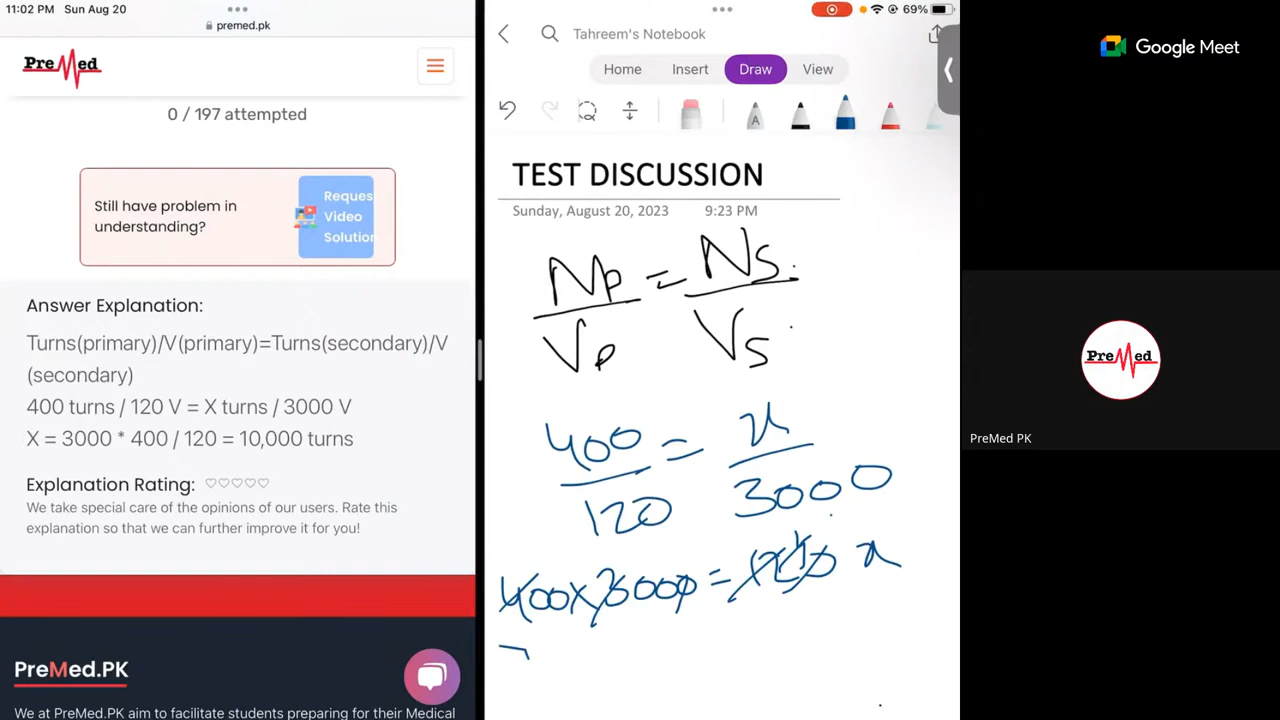 11:02 PM Sun Aug 20
premed.pk
PreMed
0 / 197 attempted
Still have problem in
understanding?
Reques
Video
Solution
Answer Explanation:
Turns(primary)/V(primary)=Turns(secondary)/V
(secondary)
400 turns / 120 V = X turns / 3000 V
X = 3000 * 400 / 120 = 10,000 turns
Explanation Rating:
We take special care of the opinions of our users. Rate this
explanation so that we can further improve it for you!
PreMed.PK
We at PreMed.PK aim to facilitate students preparing for their Medical
69%
Tahreem's Notebook
Home Insert Draw View
A
TEST DISCUSSION
Sunday, August 20, 2023 9:23 PM
Np/Vp = Ns/Vs
400/120 = x/3000
400x3000 = 120 x
Google Meet
PreMed
PreMed PK